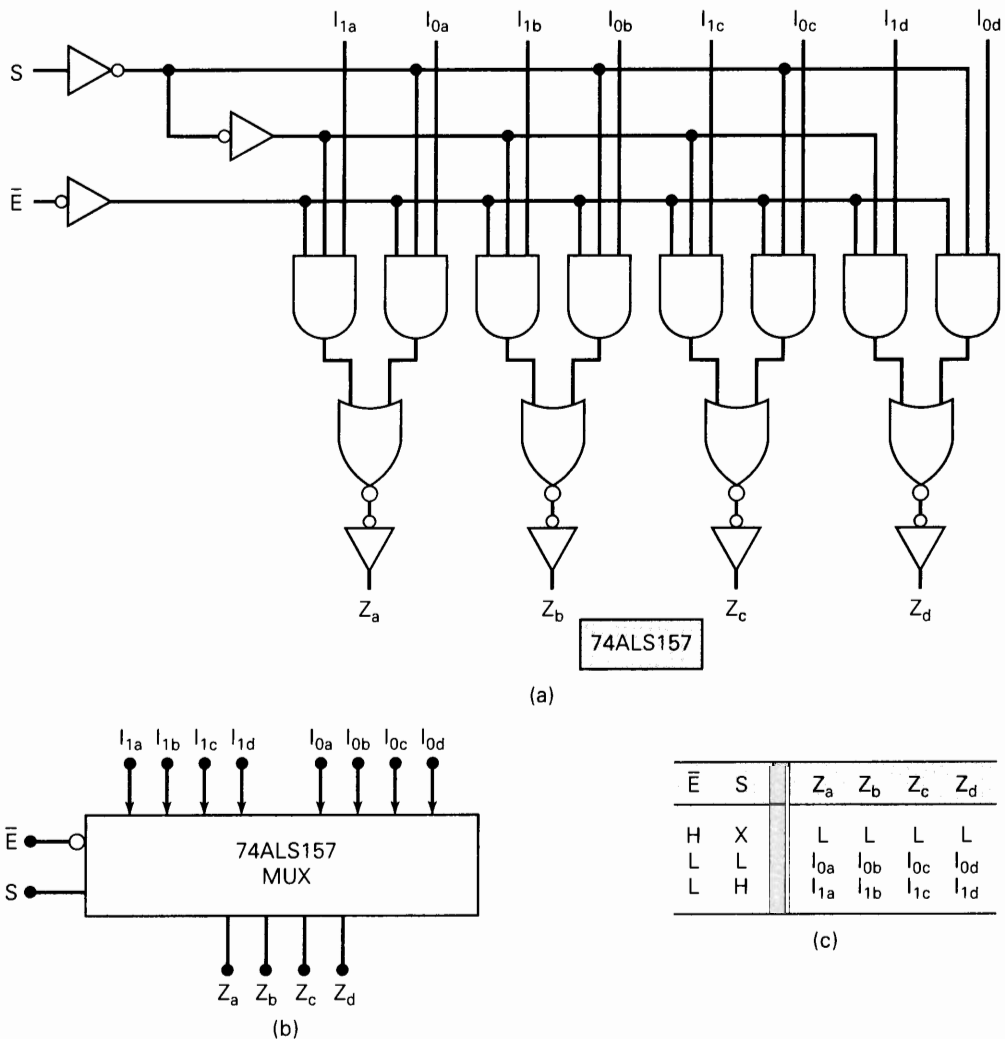 I1a I0a I1b I0b I1c I0c I1d I0d
S
E̅
Za Zb Zc Zd
74ALS157
(a)
I1a I1b I1c I1d I0a I0b I0c I0d
E̅
S
74ALS157
MUX
Za Zb Zc Zd
(b)
E̅ S Za Zb Zc Zd
H X L L L L
L L I0a I0b I0c I0d
L H I1a I1b I1c I1d
(c)